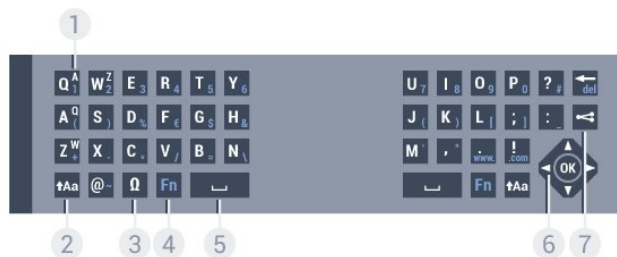 1
Q A 1 W Z 2 E 3 R 4 T 5 Y 6 U 7 I 8 O 9 P 0 ? # del
A Q ( S ) D % F € G $ H & J ( K ) L [ ; ] : _
Z W + X - C * V / B = N \ M ' , " . www. ! .com OK
Aa @ ~ Ω Fn Fn Aa
2 3 4 5 6 7